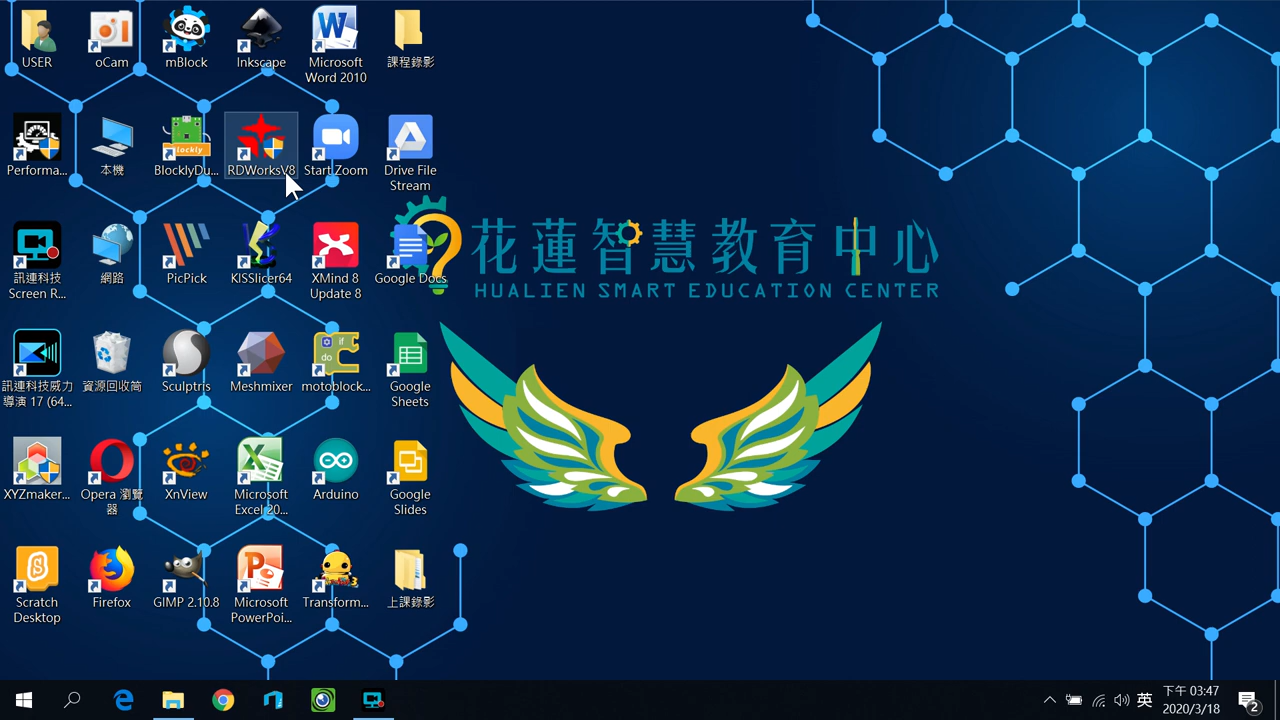 USER
oCam
mBlock
Inkscape
Microsoft
Word 2010
課程錄影
Performa...
本機
Blockly
BlocklyDu...
RDWorksV8
Start Zoom
Drive File
Stream
訊連科技
Screen R...
網路
PicPick
KISSlicer64
XMind 8
Update 8
Google Docs
花蓮智慧教育中心
HUALIEN SMART EDUCATION CENTER
訊連科技威力
導演 17 (64...
資源回收筒
Sculptris
Meshmixer
if
do
motoblock...
Google
Sheets
XYZmaker...
Opera 瀏覽
器
XnView
Microsoft
Excel 20...
Arduino
Google
Slides
Scratch
Desktop
Firefox
GIMP 2.10.8
Microsoft
PowerPoi...
Transform...
上課錄影
英
下午 03:47
2020/3/18
2